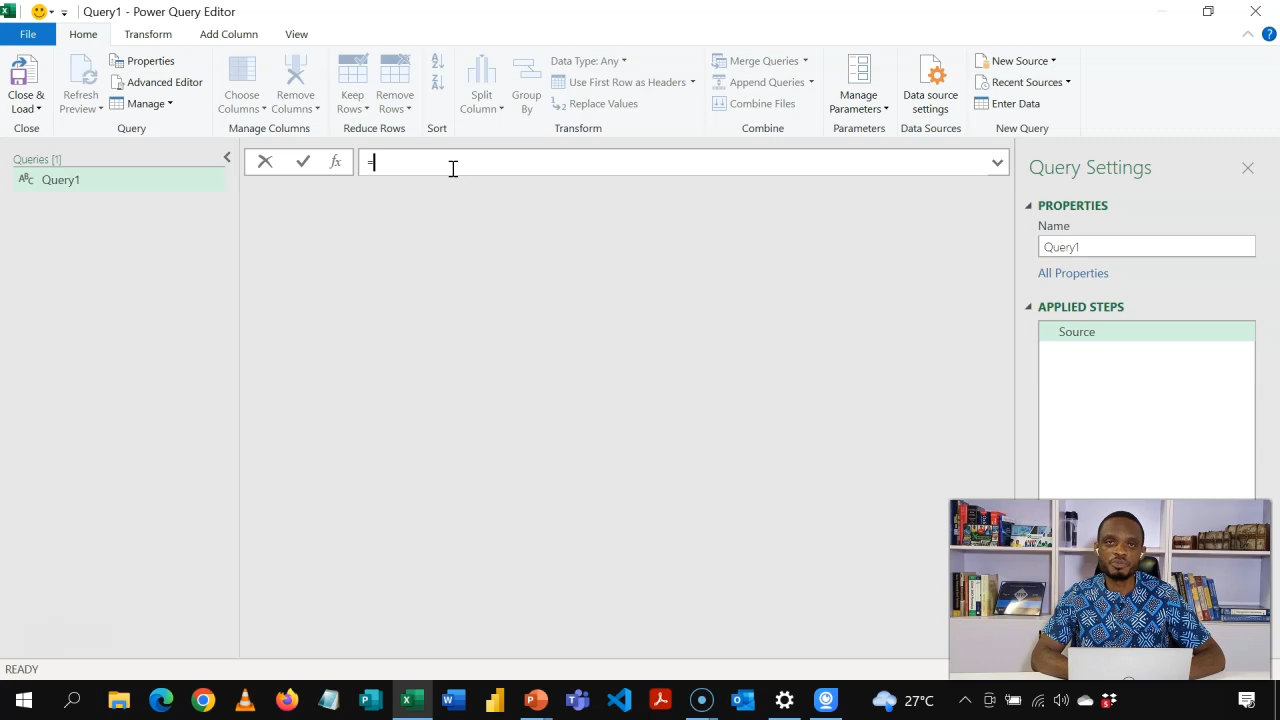 Query1 - Power Query Editor
File Home Transform Add Column View
Close & Load
Close
Refresh Preview
Properties
Advanced Editor
Manage
Query
Choose Columns
Remove Columns
Manage Columns
Keep Rows
Remove Rows
Reduce Rows
Sort
Split Column
Group By
Data Type: Any
Use First Row as Headers
1→2 Replace Values
Transform
Merge Queries
Append Queries
Combine Files
Combine
Manage Parameters
Parameters
Data source settings
Data Sources
New Source
Recent Sources
Enter Data
New Query
Queries [1]
ABC Query1
fx
=
Query Settings
PROPERTIES
Name
Query1
All Properties
APPLIED STEPS
Source
READY
27°C